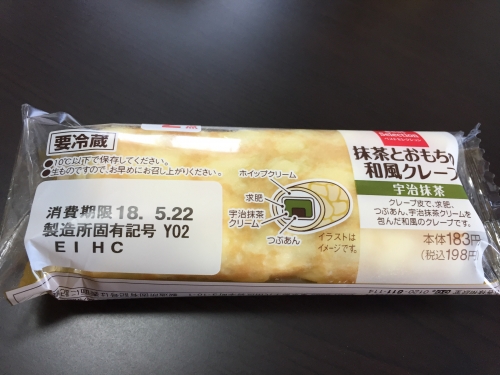 Selection
要冷蔵
●10℃以下で保存してください。
●生ものですので、お早めにお召し上がりください。
消費期限 18. 5.22
製造所固有記号 Y02
E I H C
ホイップクリーム
求肥
宇治抹茶
クリーム
つぶあん
イラストは
イメージです。
抹茶とおもちの
和風クレープ
宇治抹茶
クレープ皮で、求肥、
つぶあん、宇治抹茶クリームを
包んだ和風のクレープです。
本体183円
(税込198円)